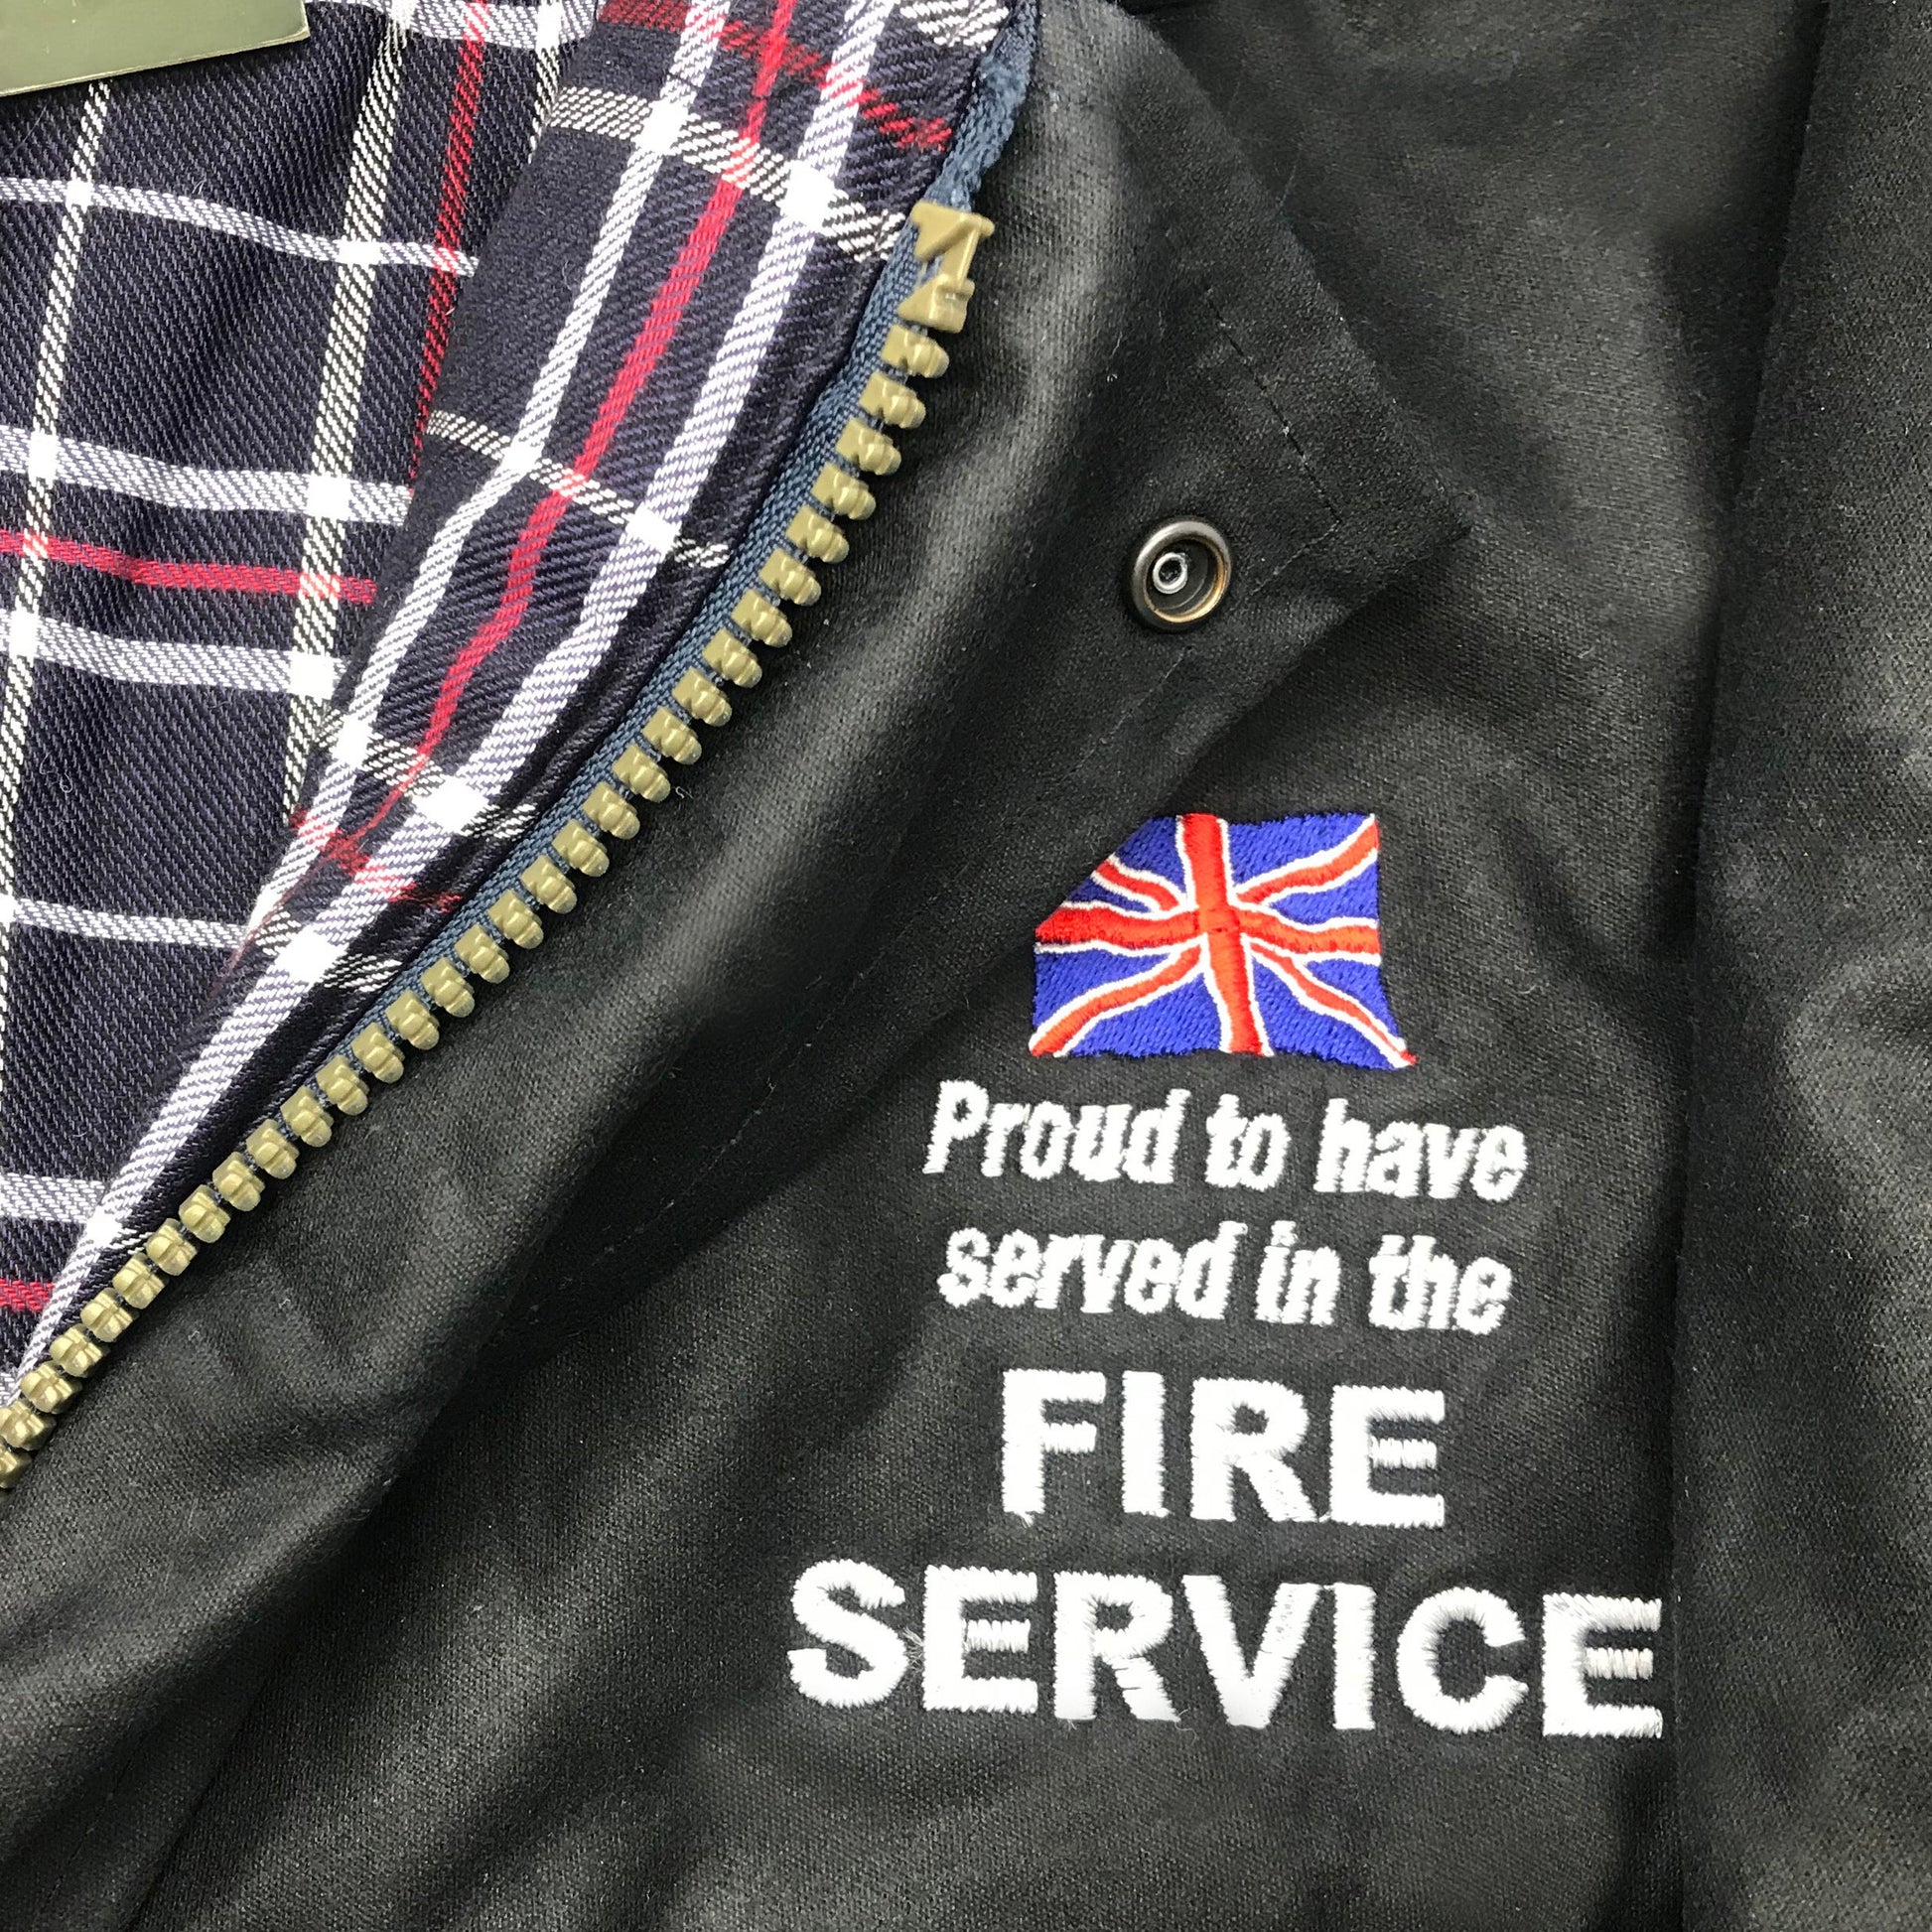 Proud to have
served in the
FIRE
SERVICE